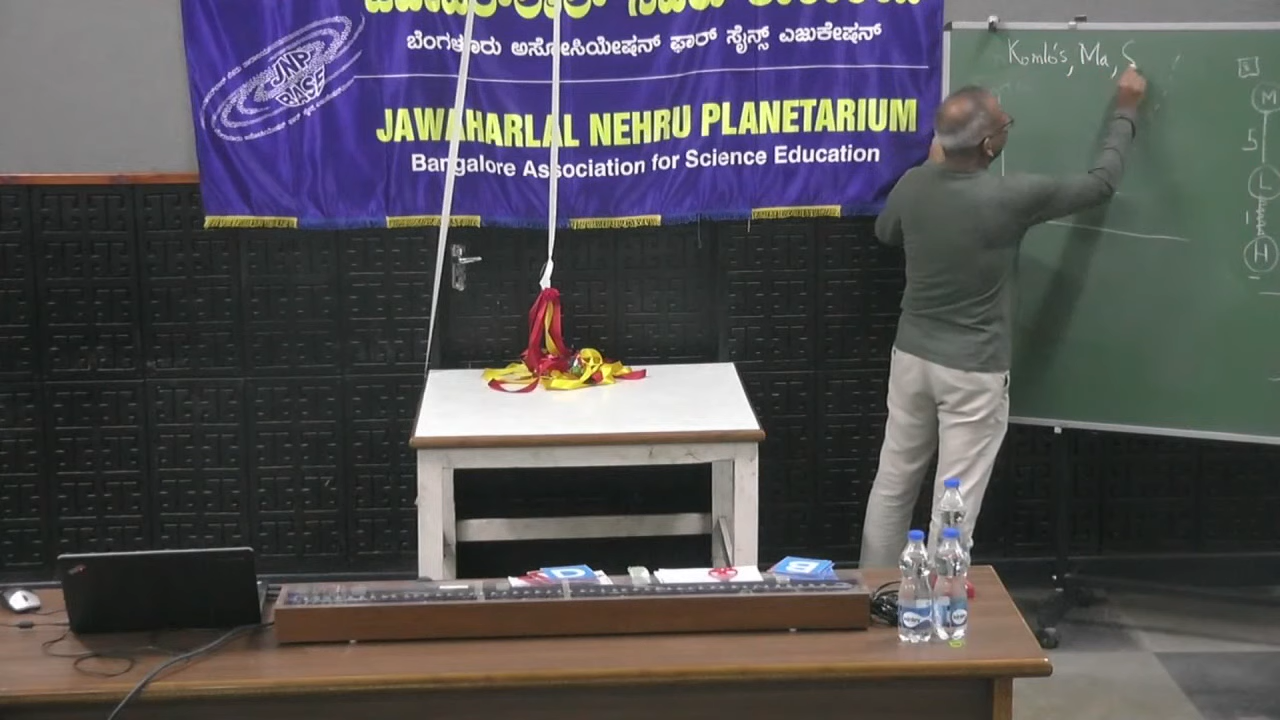 ಬೆಂಗಳೂರು ಅಸೋಸಿಯೇಷನ್ ಫಾರ್ ಸೈನ್ಸ್ ಎಜುಕೇಷನ್
JNP
BASE
JAWAHARLAL NEHRU PLANETARIUM
Bangalore Association for Science Education
Komlós, Ma, S
M
5
L
1
H
D
B